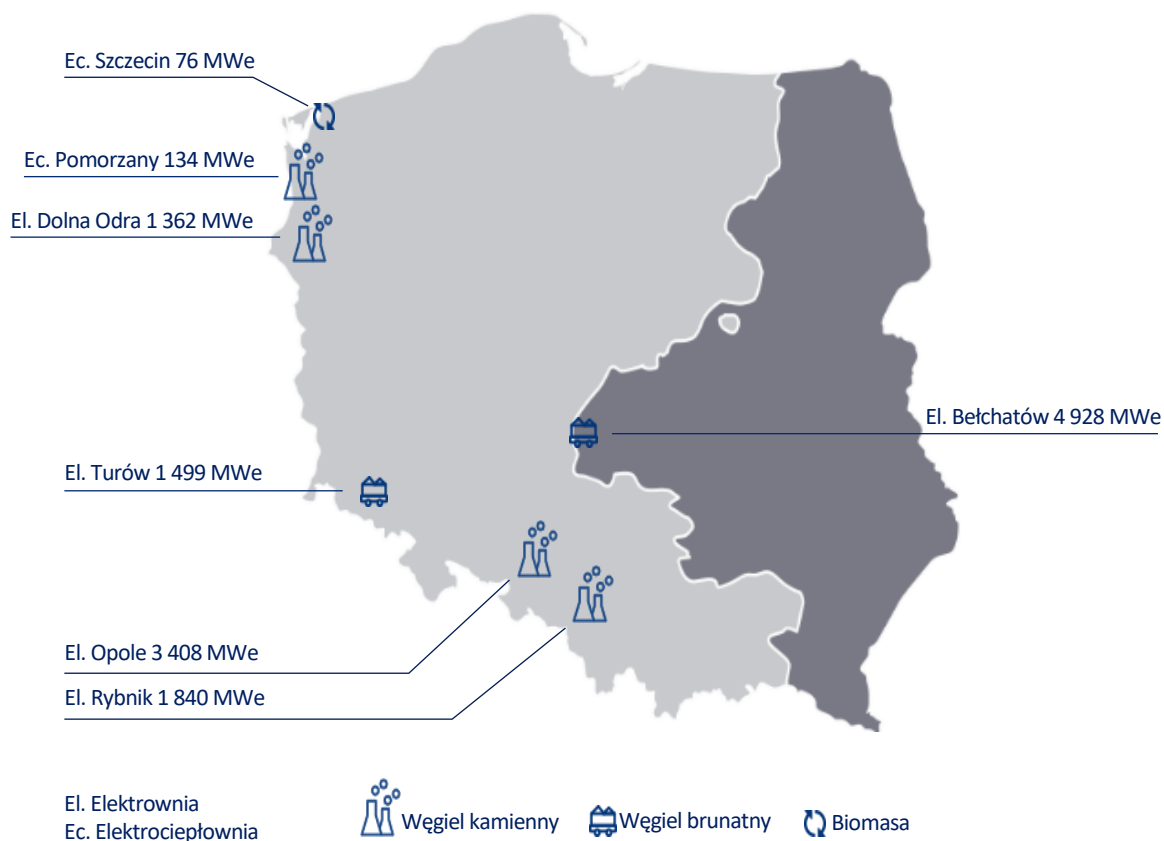 Ec. Szczecin 76 MWe
Ec. Pomorzany 134 MWe
El. Dolna Odra 1 362 MWe
El. Bełchatów 4 928 MWe
El. Turów 1 499 MWe
El. Opole 3 408 MWe
El. Rybnik 1 840 MWe
El. Elektrownia
Ec. Elektrociepłownia
Węgiel kamienny
Węgiel brunatny
Biomasa